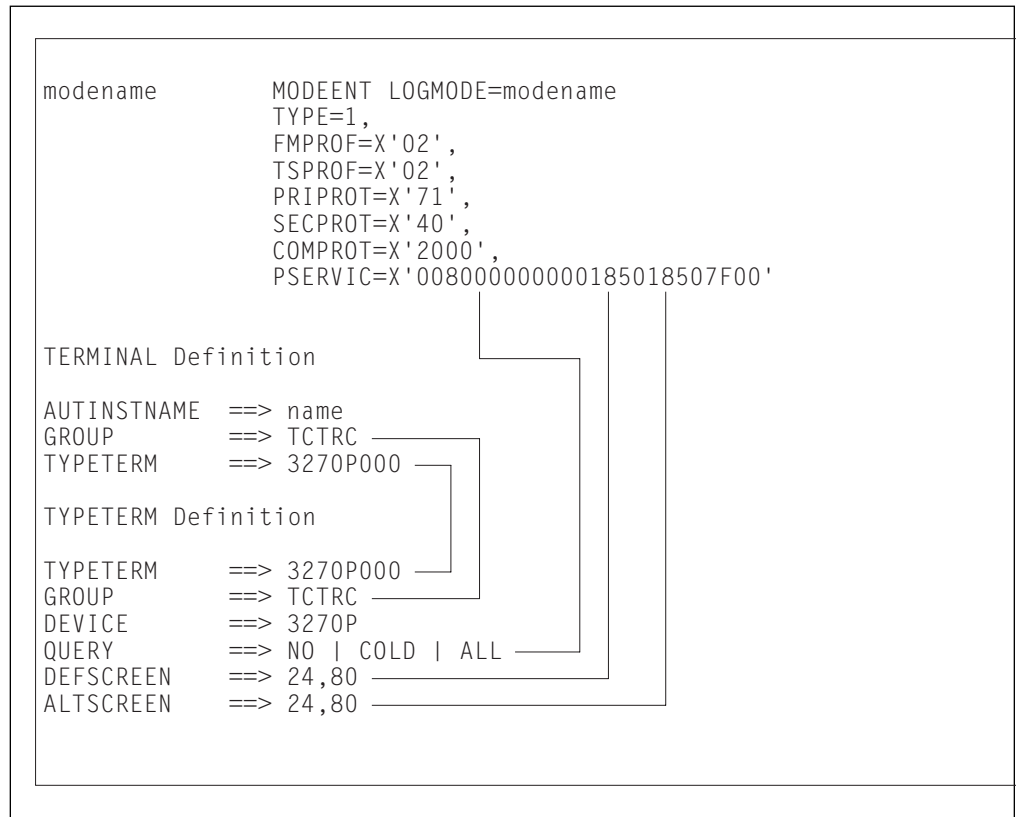 modename MODEENT LOGMODE=modename
TYPE=1,
FMPROF=X'02',
TSPROF=X'02',
PRIPROT=X'71',
SECPROT=X'40',
COMPROT=X'2000',
PSERVIC=X'008000000000185018507F00'
TERMINAL Definition
AUTINSTNAME ==> name
GROUP ==> TCTRC
TYPETERM ==> 3270P000
TYPETERM Definition
TYPETERM ==> 3270P000
GROUP ==> TCTRC
DEVICE ==> 3270P
QUERY ==> NO | COLD | ALL
DEFSCREEN ==> 24,80
ALTSCREEN ==> 24,80